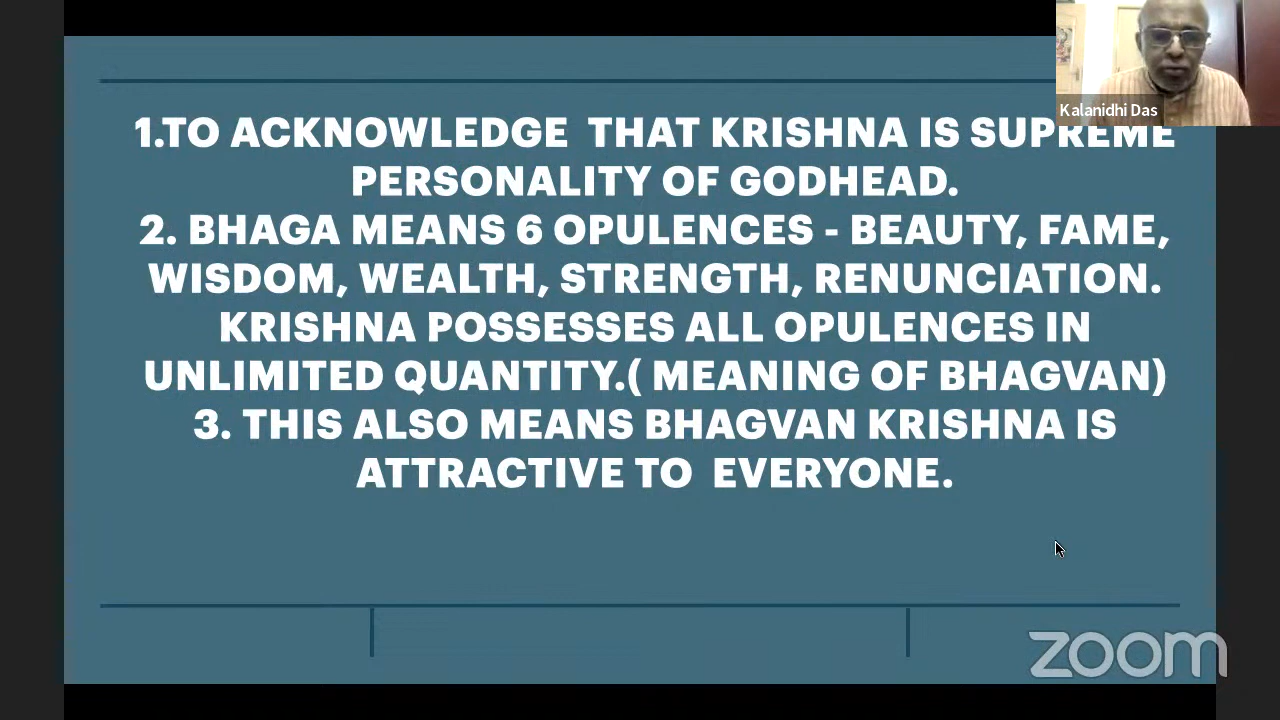 Kalanidhi Das
1.TO ACKNOWLEDGE THAT KRISHNA IS SUPREME
PERSONALITY OF GODHEAD.
2. BHAGA MEANS 6 OPULENCES - BEAUTY, FAME,
WISDOM, WEALTH, STRENGTH, RENUNCIATION.
KRISHNA POSSESSES ALL OPULENCES IN
UNLIMITED QUANTITY.( MEANING OF BHAGVAN)
3. THIS ALSO MEANS BHAGVAN KRISHNA IS
ATTRACTIVE TO EVERYONE.
zoom